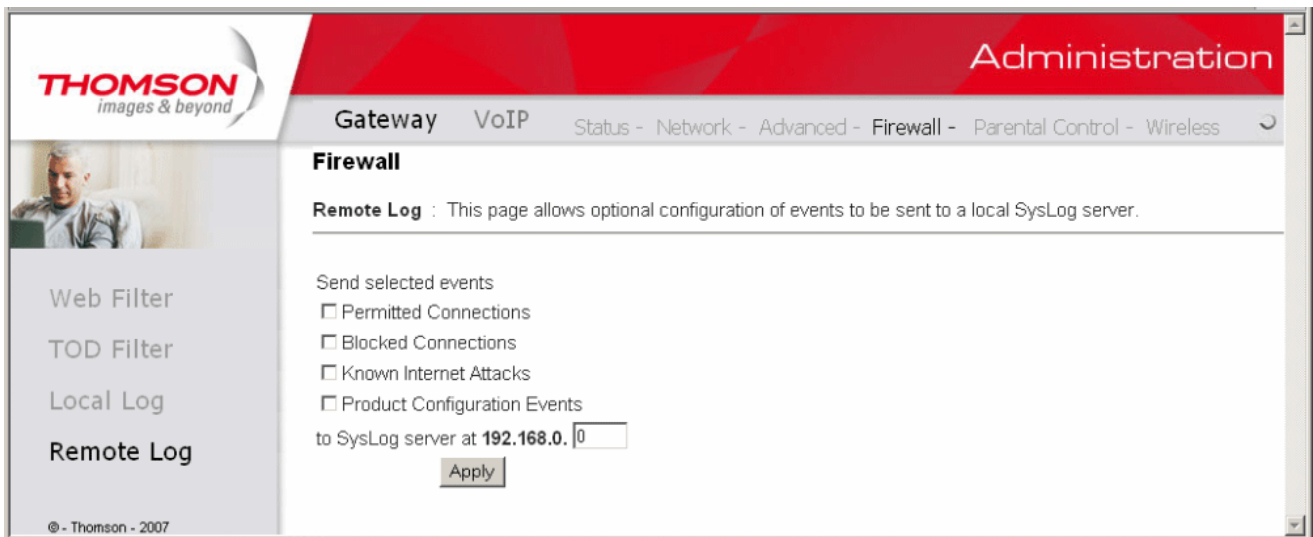 Administration
THOMSON
images & beyond
Gateway VoIP Status - Network - Advanced - Firewall - Parental Control - Wireless
Firewall
Remote Log : This page allows optional configuration of events to be sent to a local SysLog server.
Web Filter
TOD Filter
Local Log
Remote Log
© - Thomson - 2007
Send selected events
Permitted Connections
Blocked Connections
Known Internet Attacks
Product Configuration Events
to SysLog server at 192.168.0. 0
Apply